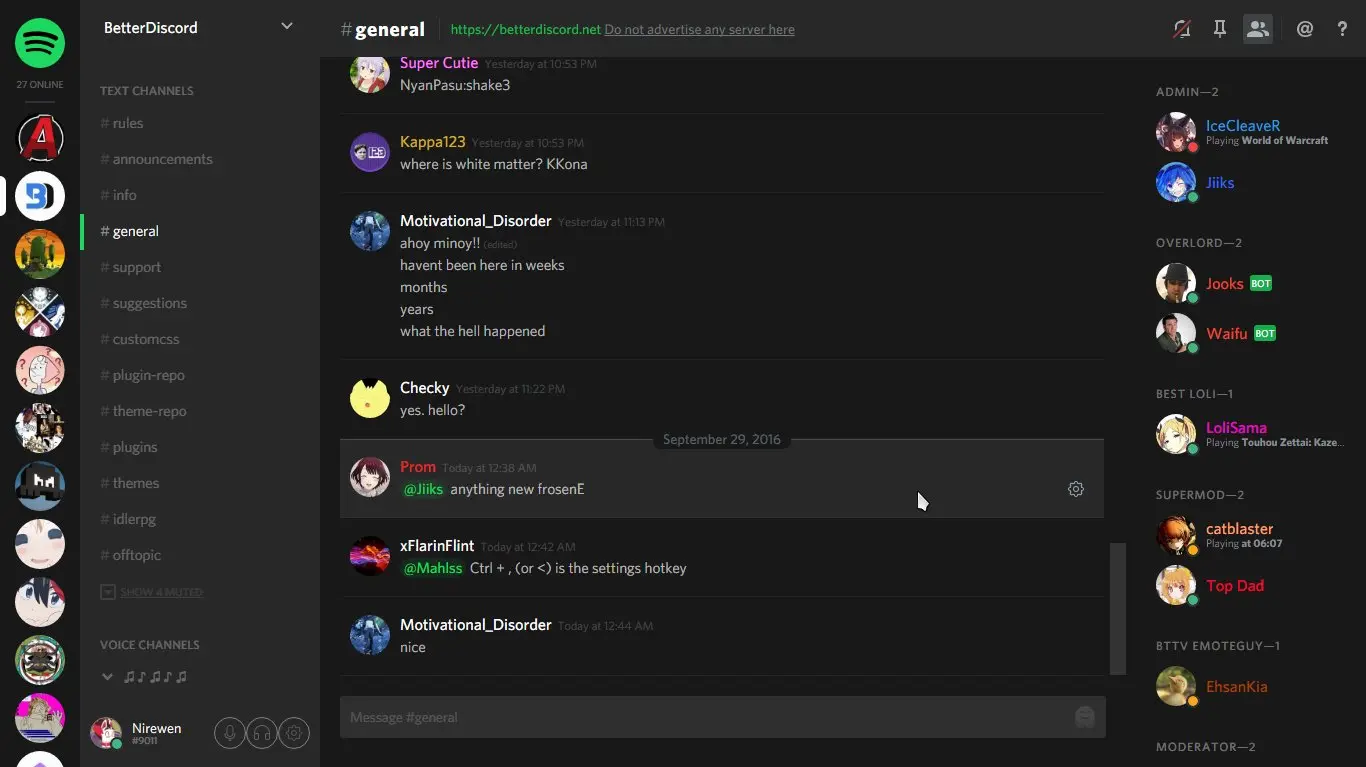 27 ONLINE
BetterDiscord
TEXT CHANNELS
# rules
# announcements
# info
# general
# support
# suggestions
# customcss
# plugin-repo
# theme-repo
# plugins
# themes
# idlerpg
# offtopic
SHOW 4 MUTED
VOICE CHANNELS
♫♪♫♪♫
Nirewen
#9011
#general https://betterdiscord.net Do not advertise any server here
@ ?
Super Cutie Yesterday at 10:53 PM
NyanPasu:shake3
Kappa123 Yesterday at 10:53 PM
123
where is white matter? KKona
Motivational_Disorder Yesterday at 11:13 PM
ahoy minoy!! (edited)
havent been here in weeks
months
years
what the hell happened
Checky Yesterday at 11:22 PM
yes. hello?
September 29, 2016
Prom Today at 12:38 AM
@Jiiks anything new frosenE
xFlarinFlint Today at 12:42 AM
@Mahlss Ctrl + , (or <) is the settings hotkey
Motivational_Disorder Today at 12:44 AM
nice
Message #general
ADMIN—2
IceCleaveR
Playing World of Warcraft
Jiiks
OVERLORD—2
Jooks BOT
Waifu BOT
BEST LOLI—1
LoliSama
Playing Touhou Zettai: Kaze...
SUPERMOD—2
catblaster
Playing at 06:07
Top Dad
BTTV EMOTEGUY—1
EhsanKia
MODERATOR—2